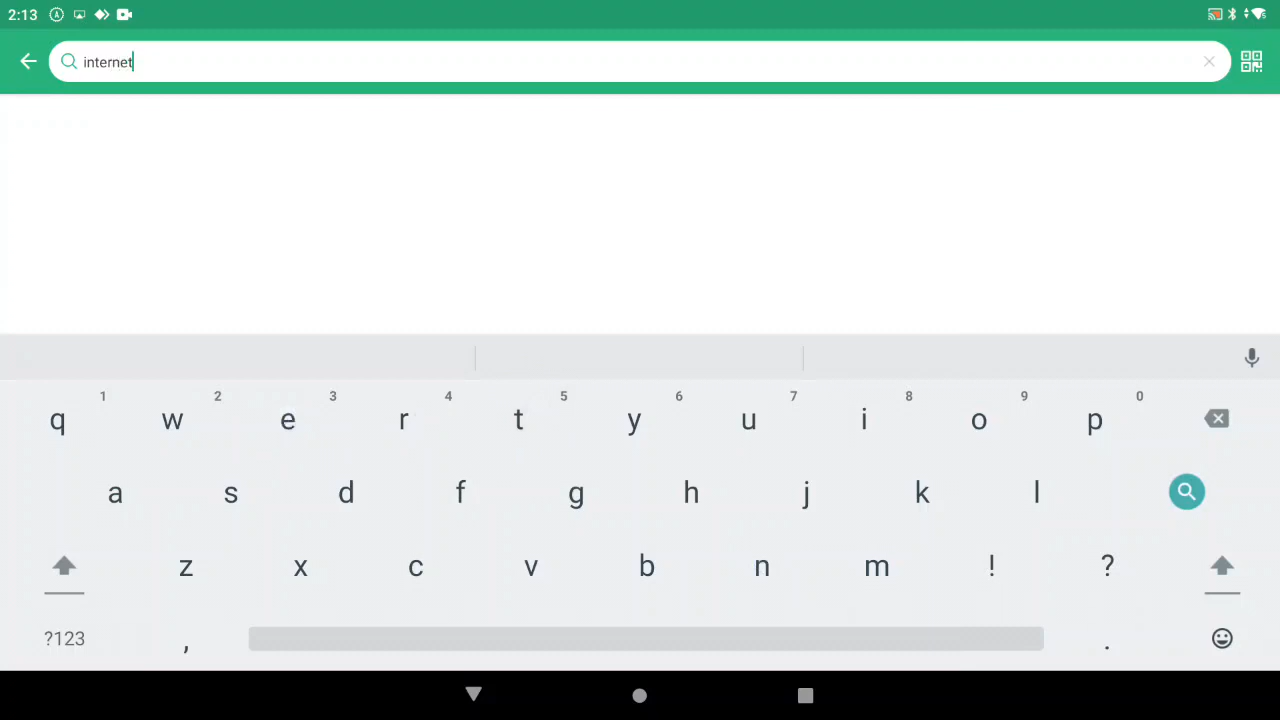 2:13
internet
1 2 3 4 5 6 7 8 9 0
q w e r t y u i o p
a s d f g h j k l
z x c v b n m ! ?
?123 , .